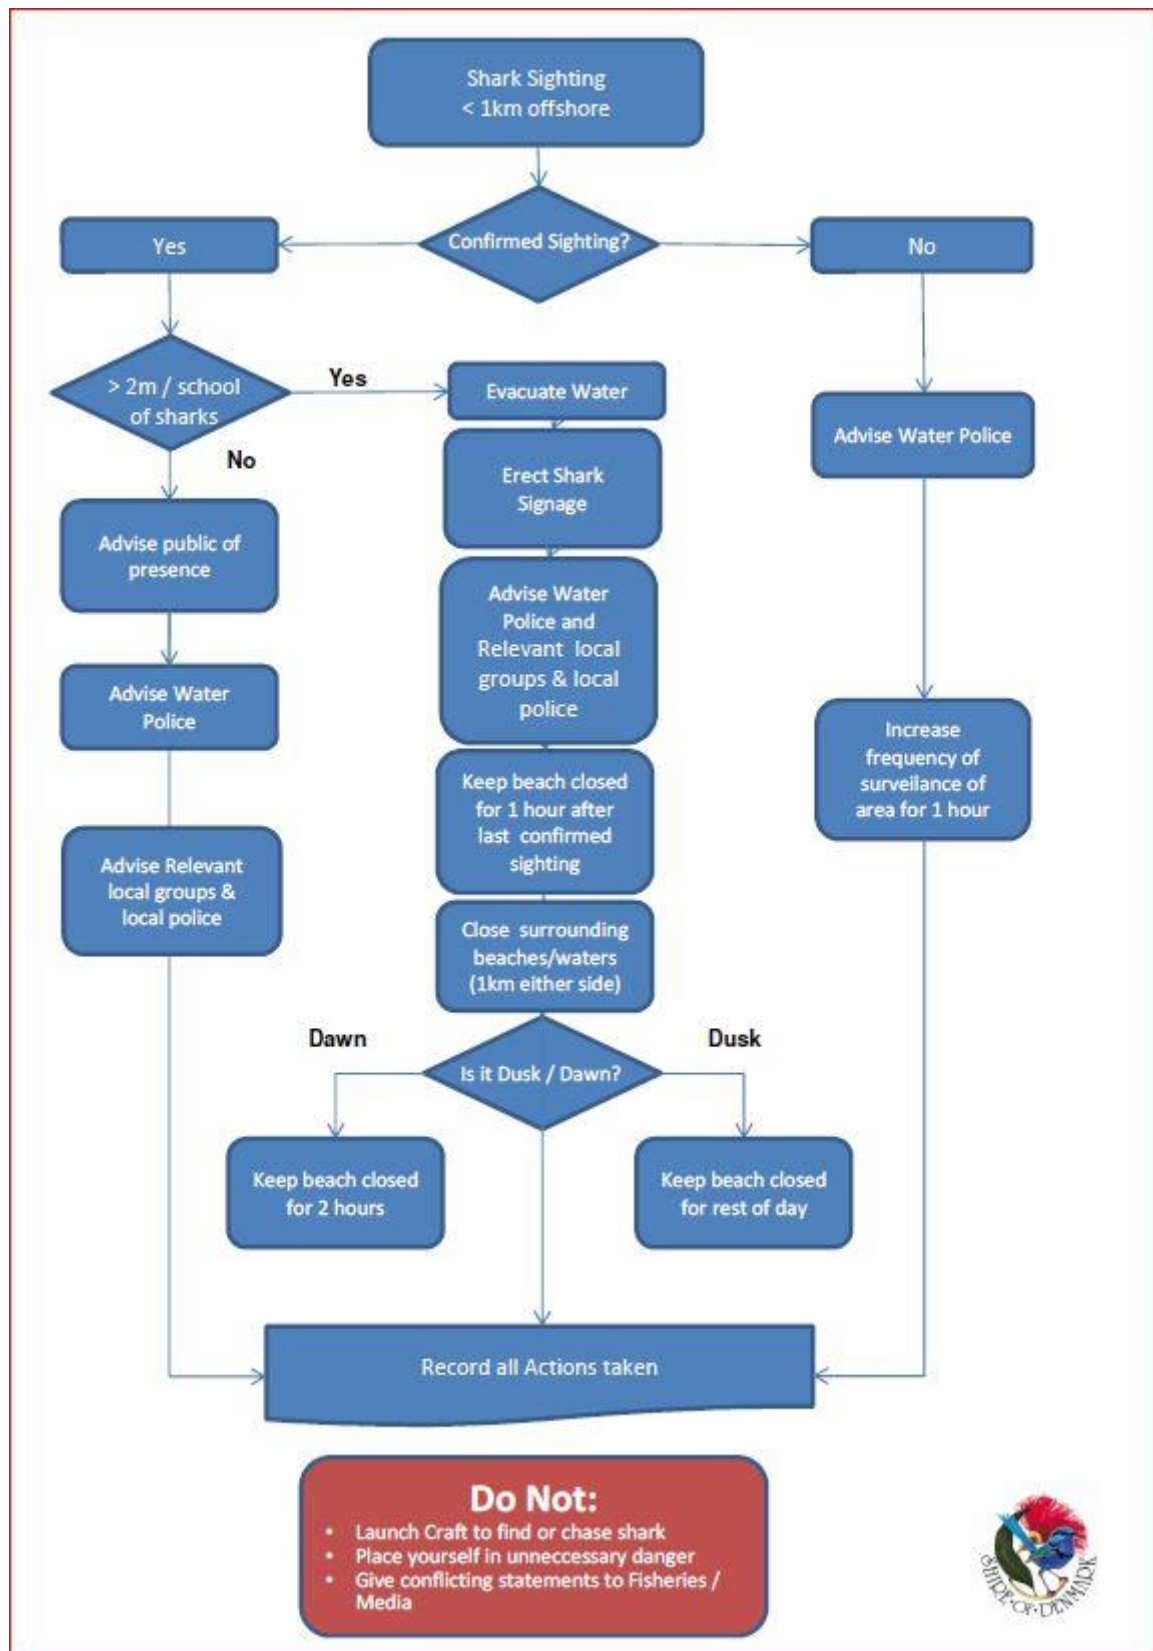 Shark Sighting
< 1km offshore
Confirmed Sighting?
Yes
No
> 2m / school
of sharks
Yes
No
Evacuate Water
Advise Water Police
Erect Shark
Signage
Advise public of
presence
Advise Water
Police and
Relevant local
groups & local
police
Advise Water
Police
Increase
frequency of
surveilance of
area for 1 hour
Keep beach closed
for 1 hour after
last confirmed
sighting
Advise Relevant
local groups &
local police
Close surrounding
beaches/waters
(1km either side)
Dawn
Dusk
Is it Dusk / Dawn?
Keep beach closed
for 2 hours
Keep beach closed
for rest of day
Record all Actions taken
Do Not:
• Launch Craft to find or chase shark
• Place yourself in unneccessary danger
• Give conflicting statements to Fisheries /
Media
SHIRE·OF·DENMARK